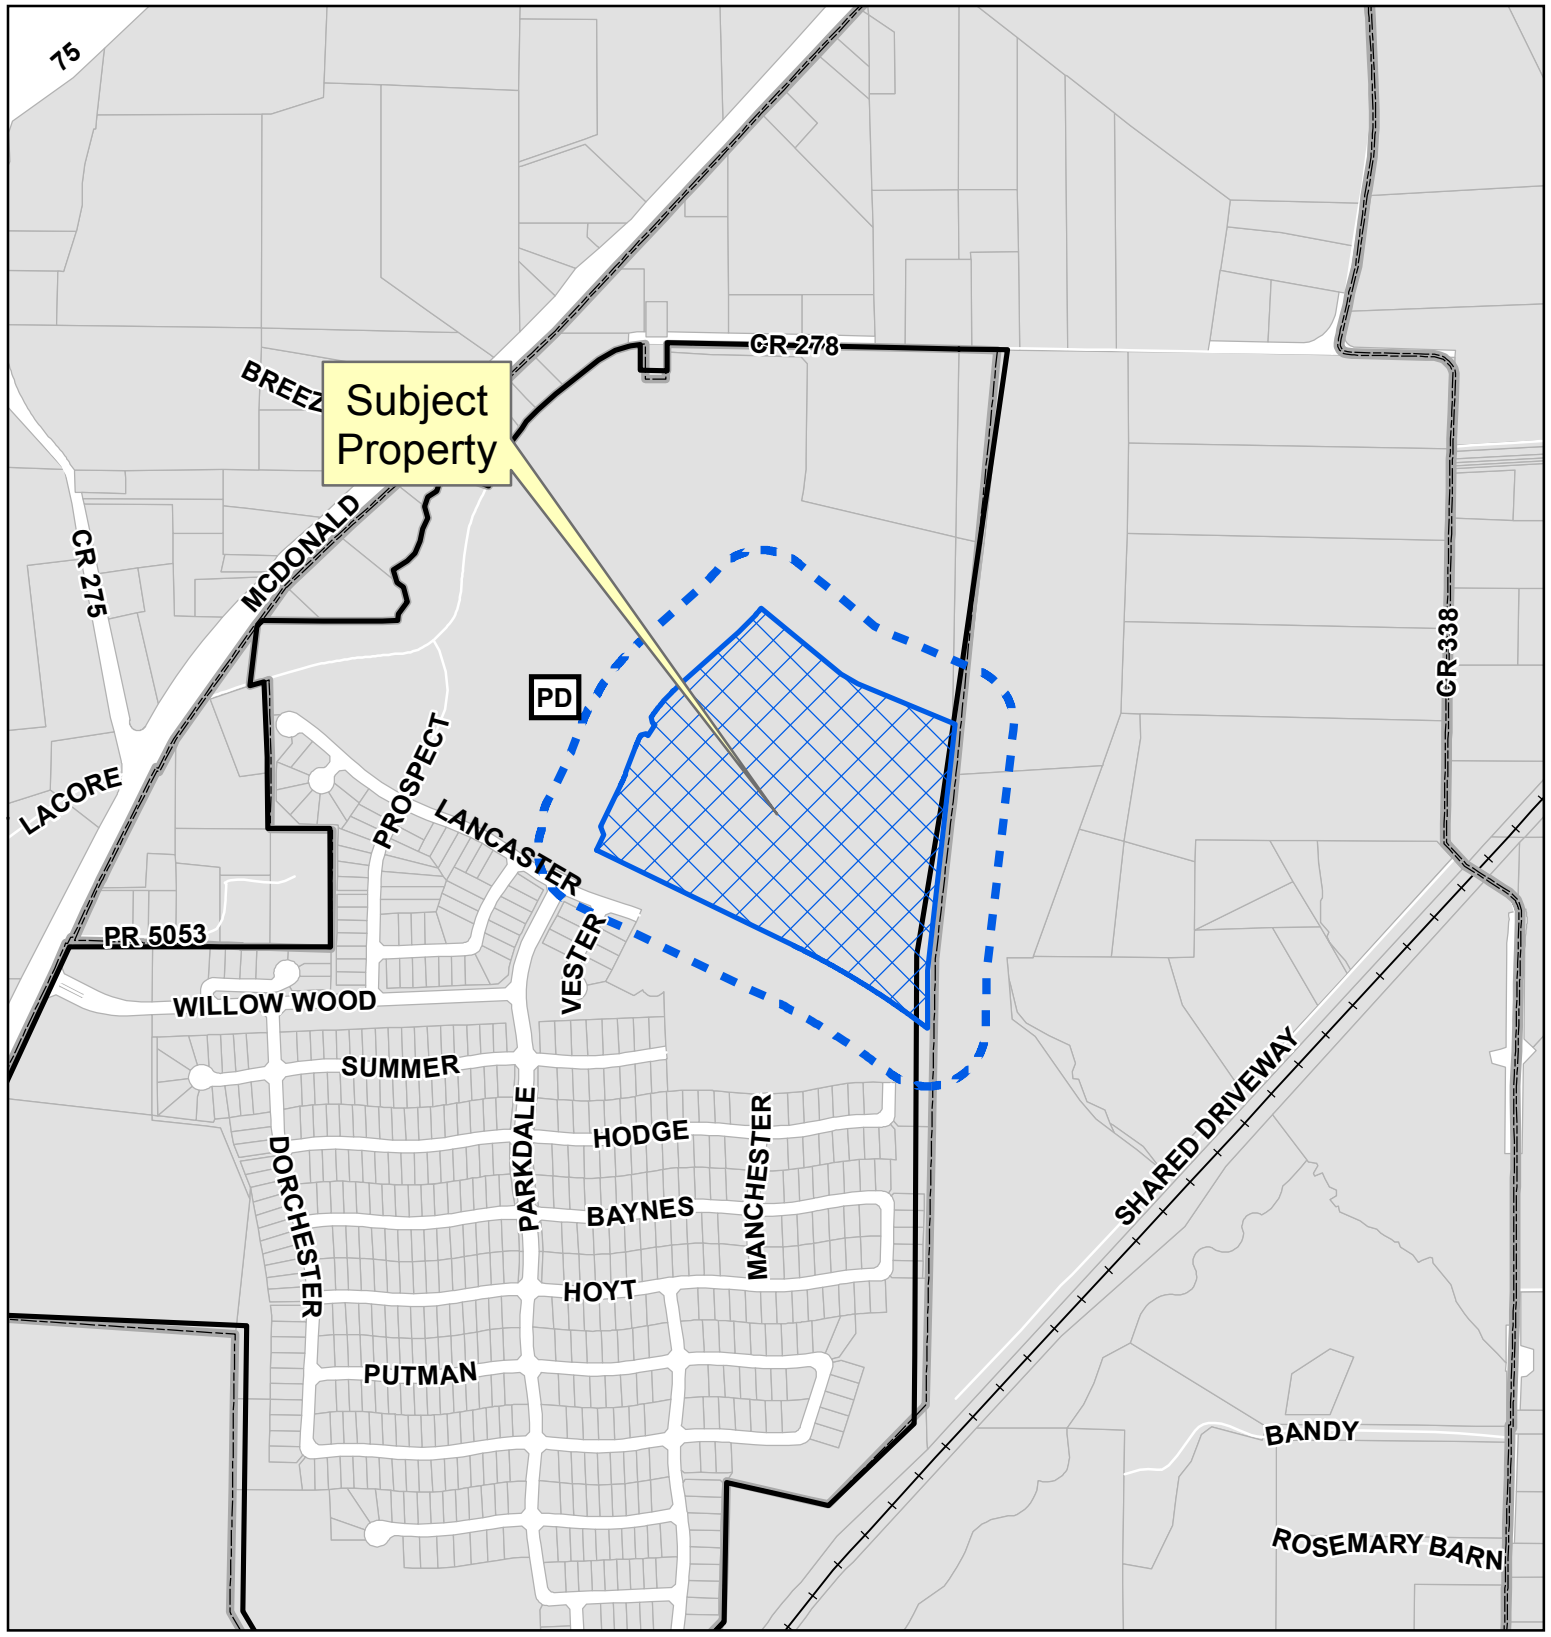 75
CR 278
BREEZ
Subject
Property
MCDONALD
CR 275
CR 338
PD
PROSPECT
LACORE
LANCASTER
VESTER
PR 5053
WILLOW WOOD
SUMMER
SHARED DRIVEWAY
PARKDALE
MANCHESTER
HODGE
DORCHESTER
BAYNES
HOYT
PUTMAN
BANDY
ROSEMARY BARN